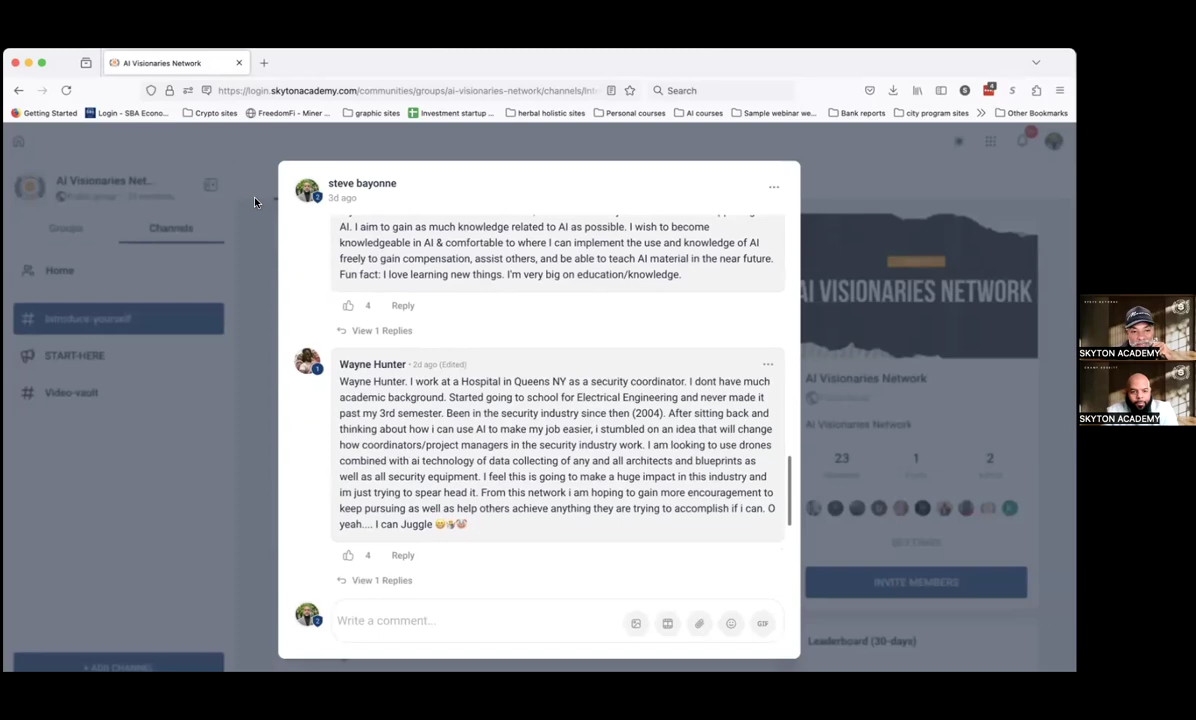 AI Visionaries Network
https://login.skytonacademy.com/communities/groups/ai-visionaries-network/channels/Intr
Search
Getting Started
Login - SBA Econo...
Crypto sites
FreedomFi - Miner ...
graphic sites
Investment startup ...
herbal holistic sites
Personal courses
AI courses
Sample webinar we...
Bank reports
city program sites
Other Bookmarks
AI Visionaries Net...
Groups
Channels
Home
Introduce-yourself
START-HERE
Video-vault
+ ADD CHANNEL
steve bayonne
3d ago
AI. I aim to gain as much knowledge related to AI as possible. I wish to become
knowledgeable in AI & comfortable to where I can implement the use and knowledge of AI
freely to gain compensation, assist others, and be able to teach AI material in the near future.
Fun fact: I love learning new things. I'm very big on education/knowledge.
4 Reply
View 1 Replies
Wayne Hunter · 2d ago (Edited)
Wayne Hunter. I work at a Hospital in Queens NY as a security coordinator. I dont have much
academic background. Started going to school for Electrical Engineering and never made it
past my 3rd semester. Been in the security industry since then (2004). After sitting back and
thinking about how i can use AI to make my job easier, i stumbled on an idea that will change
how coordinators/project managers in the security industry work. I am looking to use drones
combined with ai technology of data collecting of any and all architects and blueprints as
well as all security equipment. I feel this is going to make a huge impact in this industry and
im just trying to spear head it. From this network i am hoping to gain more encouragement to
keep pursuing as well as help others achieve anything they are trying to accomplish if i can. O
yeah.... I can Juggle
4 Reply
View 1 Replies
Write a comment...
GIF
AI VISIONARIES NETWORK
AI Visionaries Network
AI Visionaries Network
23 1 2
SETTINGS
INVITE MEMBERS
Leaderboard (30-days)
SKYTON ACADEMY
SKYTON ACADEMY